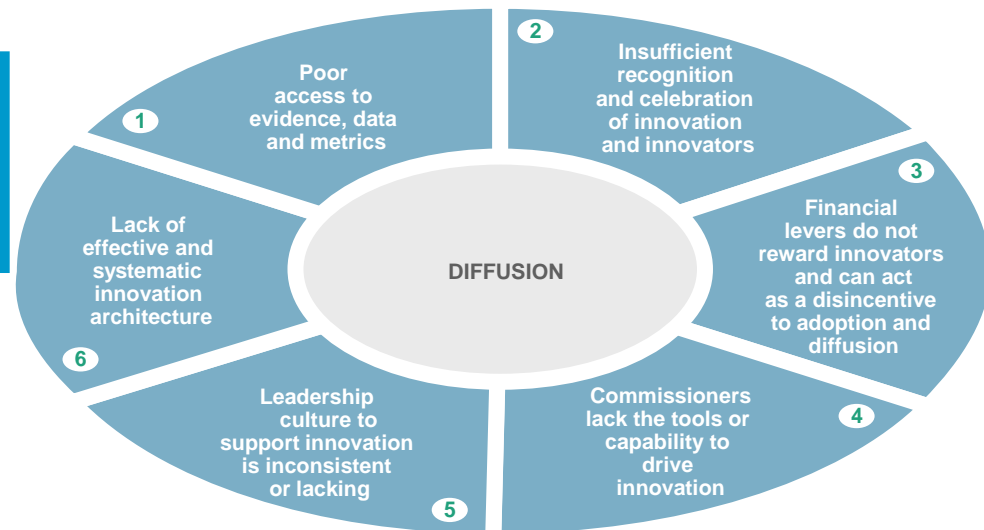 1
Poor
access to
evidence, data
and metrics
2
Insufficient
recognition
and celebration
of innovation
and innovators
3
Financial
levers do not
reward innovators
and can act
as a disincentive
to adoption and
diffusion
4
Commissioners
lack the tools or
capability to
drive
innovation
5
Leadership
culture to
support innovation
is inconsistent
or lacking
6
Lack of
effective and
systematic
innovation
architecture
DIFFUSION